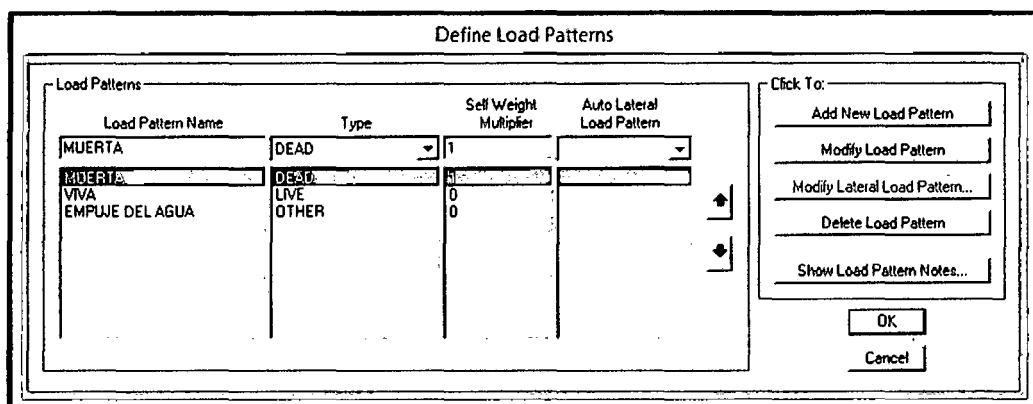 Define Load Patterns
Load Patterns
Load Pattern Name Type Self Weight Multiplier Auto Lateral Load Pattern
MUERTA DEAD 1
MUERTA DEAD
VIVA LIVE 0
EMPUJE DEL AGUA OTHER 0
Click To:
Add New Load Pattern
Modify Load Pattern
Modify Lateral Load Pattern...
Delete Load Pattern
Show Load Pattern Notes...
OK
Cancel